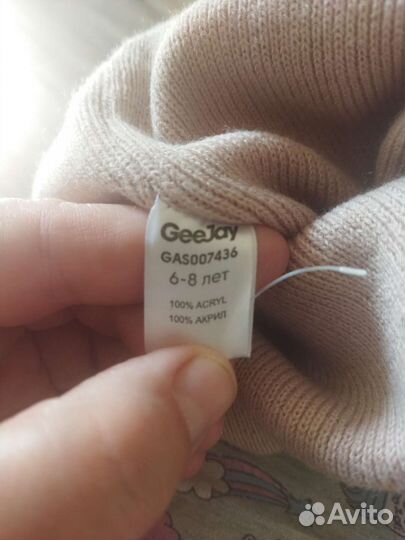 GeeJay
GAS007436
6-8 лет
100% ACRYL
100% АКРИЛ
Avito